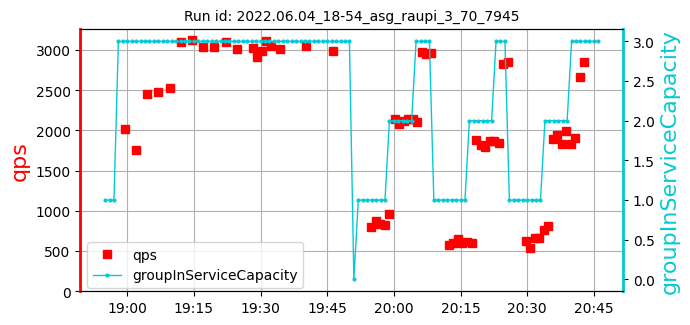 Run id: 2022.06.04_18-54_asg_raupi_3_70_7945
qps
3000
2500
2000
1500
1000
500
0
groupInServiceCapacity
3.0
2.5
2.0
1.5
1.0
0.5
0.0
qps
groupInServiceCapacity
19:00 19:15 19:30 19:45 20:00 20:15 20:30 20:45